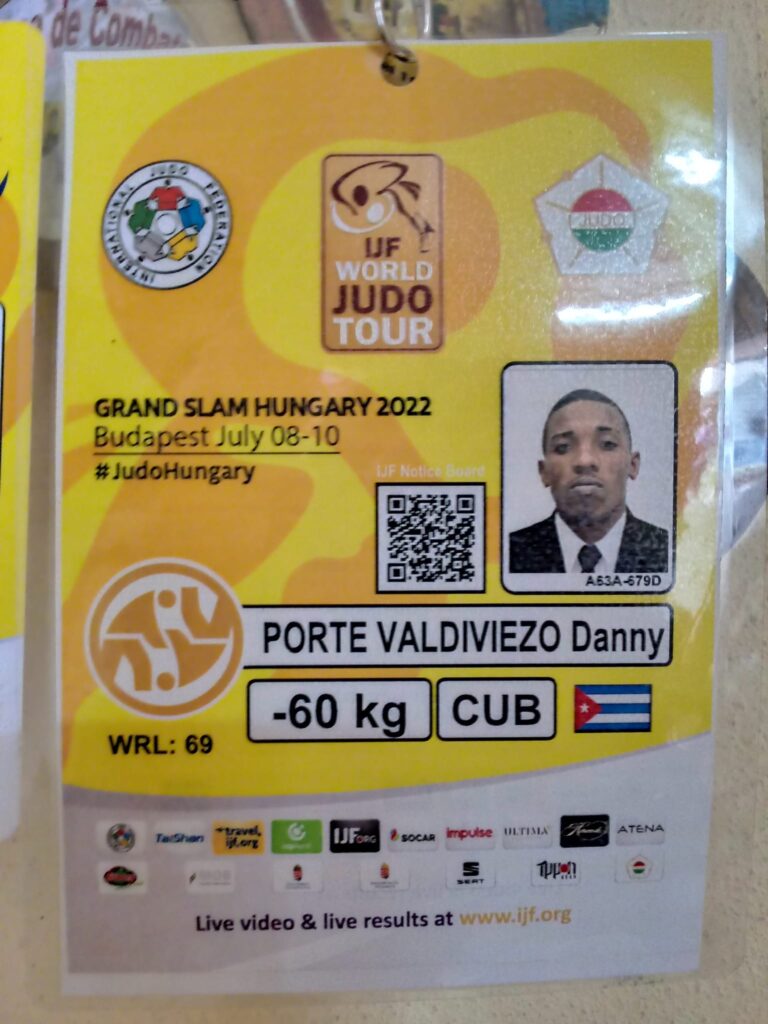 de Combat
INTERNATIONAL JUDO FEDERATION
IJF
WORLD
JUDO
TOUR
JUDO
GRAND SLAM HUNGARY 2022
Budapest July 08-10
#JudoHungary
IJF Notice Board
A63A-679D
PORTE VALDIVIEZO Danny
-60 kg CUB
WRL: 69
TaiShan travel.ijf.org IJF.ORG SOCAR impulse ULTIMA ATENA
SEAT Ippon
Live video & live results at www.ijf.org